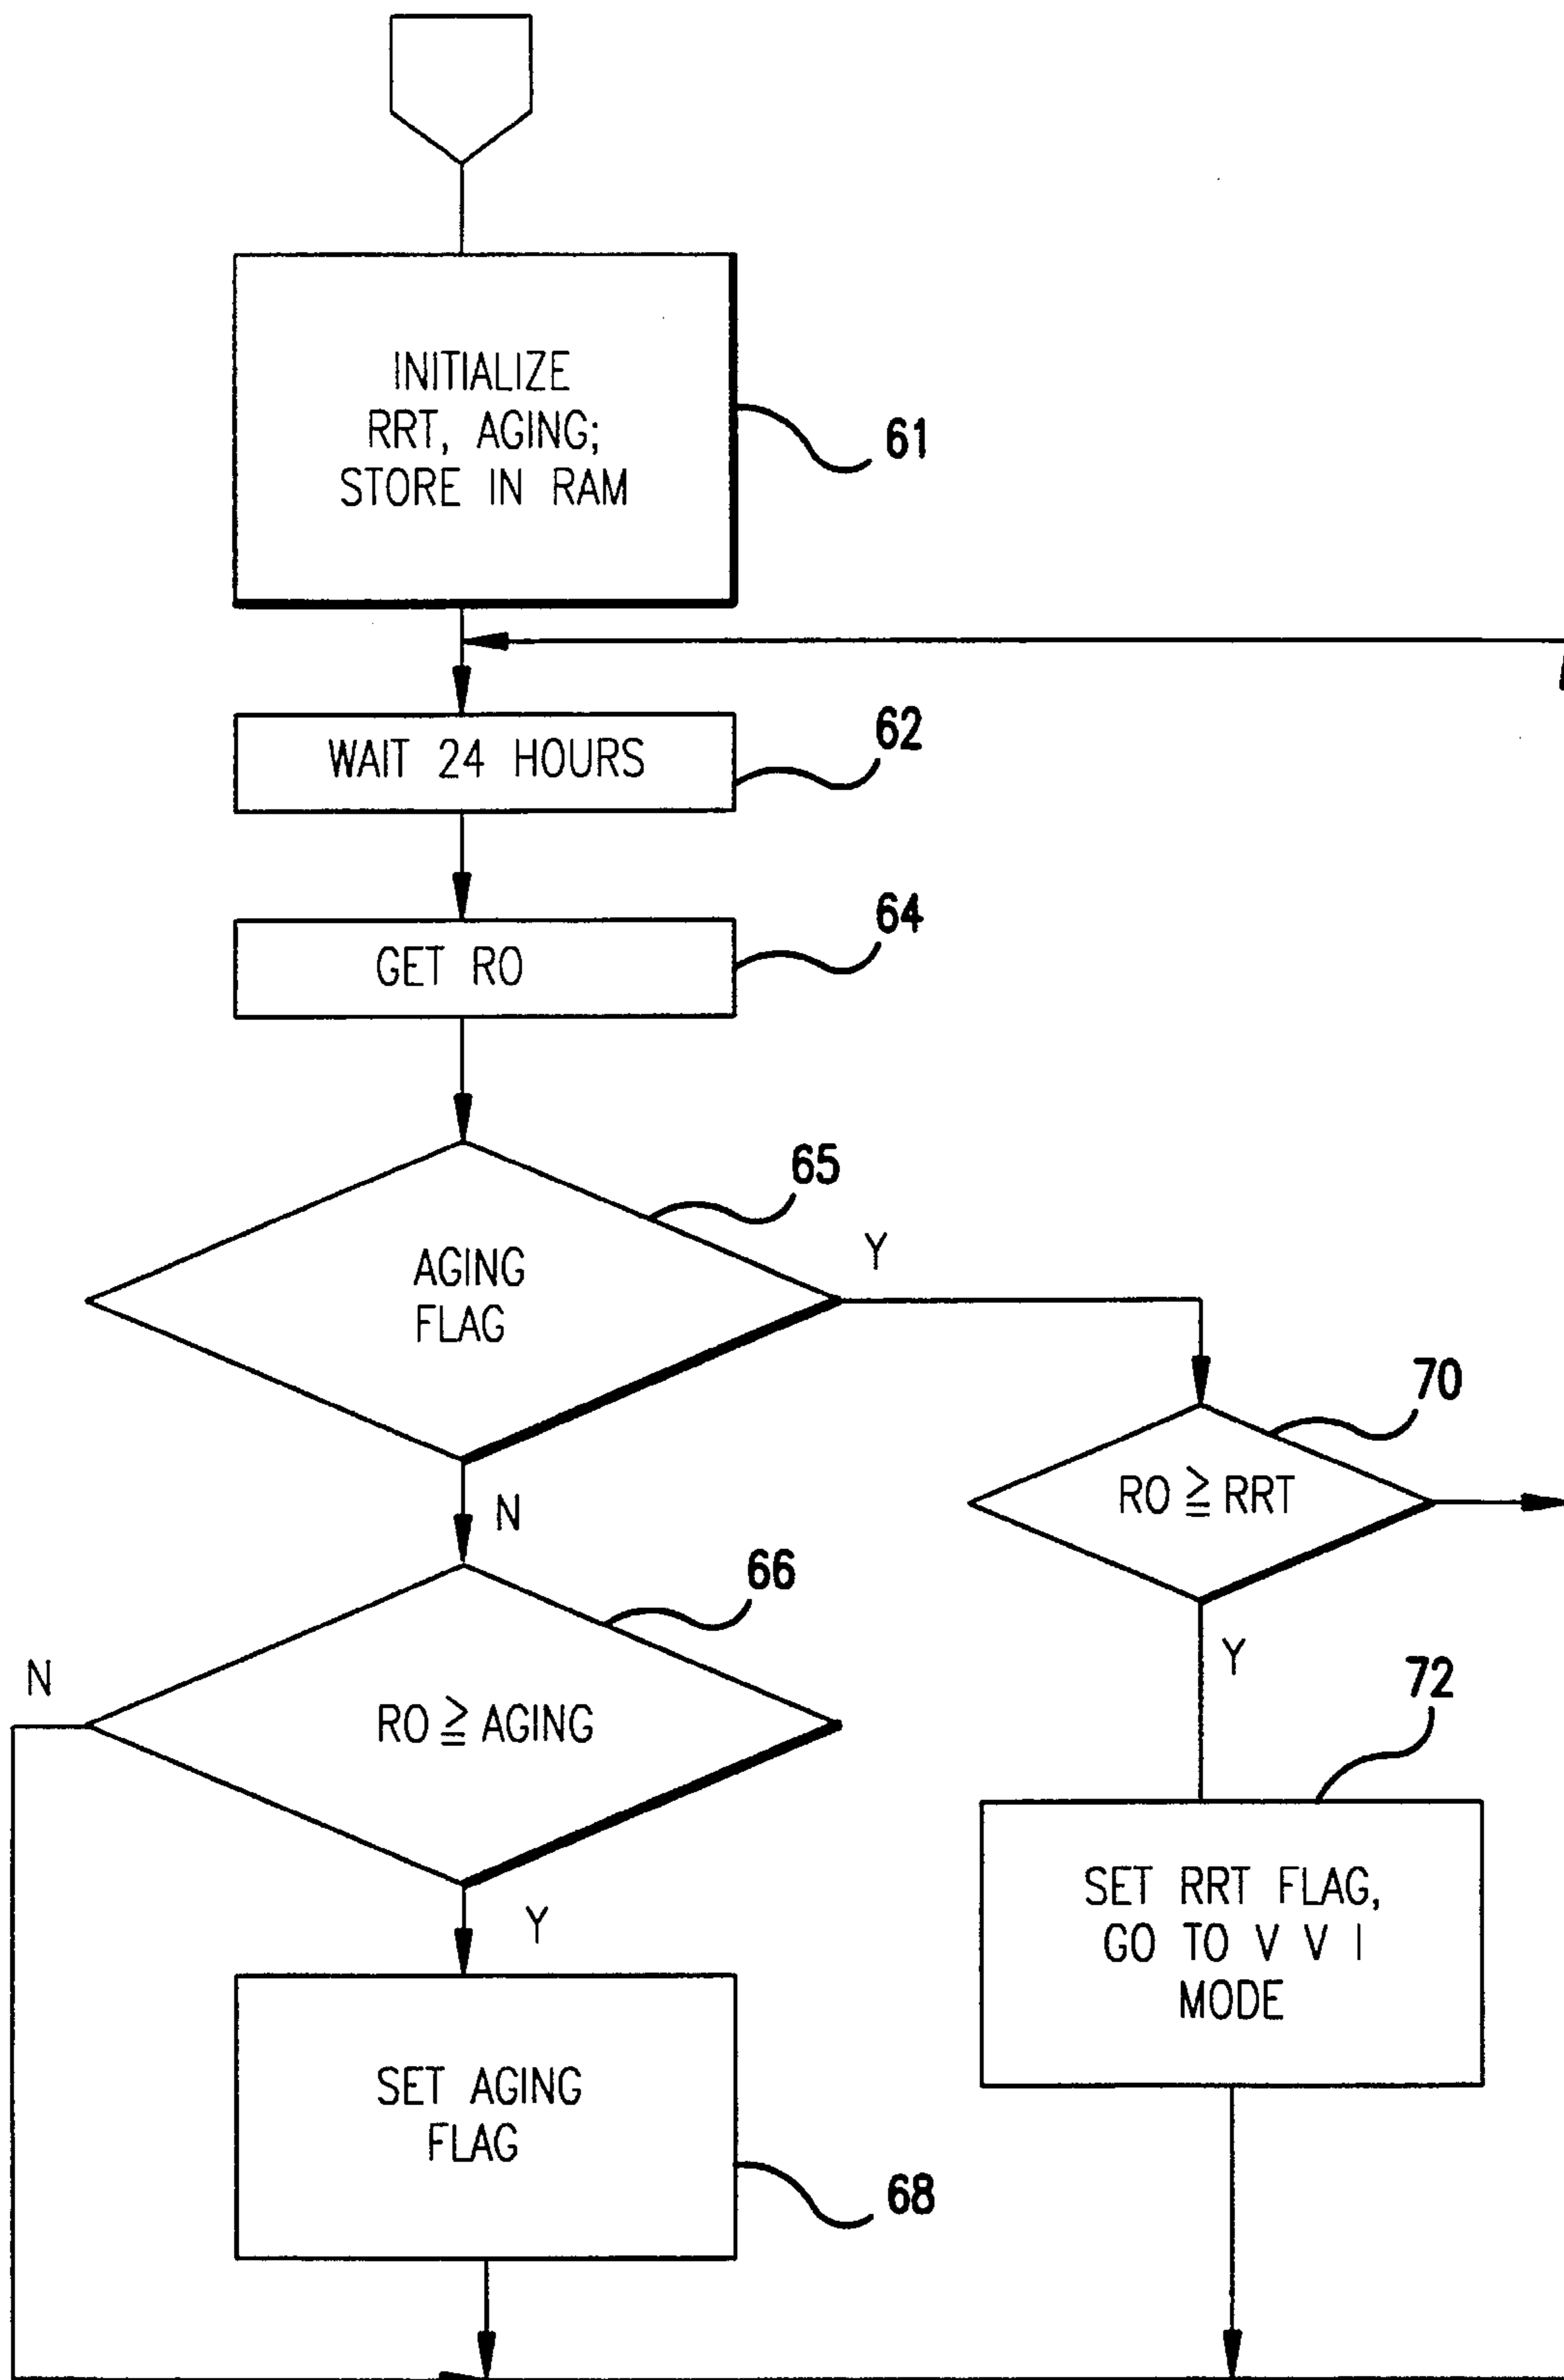 INITIALIZE
RRT, AGING;
STORE IN RAM
61
WAIT 24 HOURS
62
GET RO
64
65
AGING
FLAG
Y
N
70
RO ≧ RRT
Y
66
N
RO ≧ AGING
Y
72
SET RRT FLAG,
GO TO V V I
MODE
SET AGING
FLAG
68